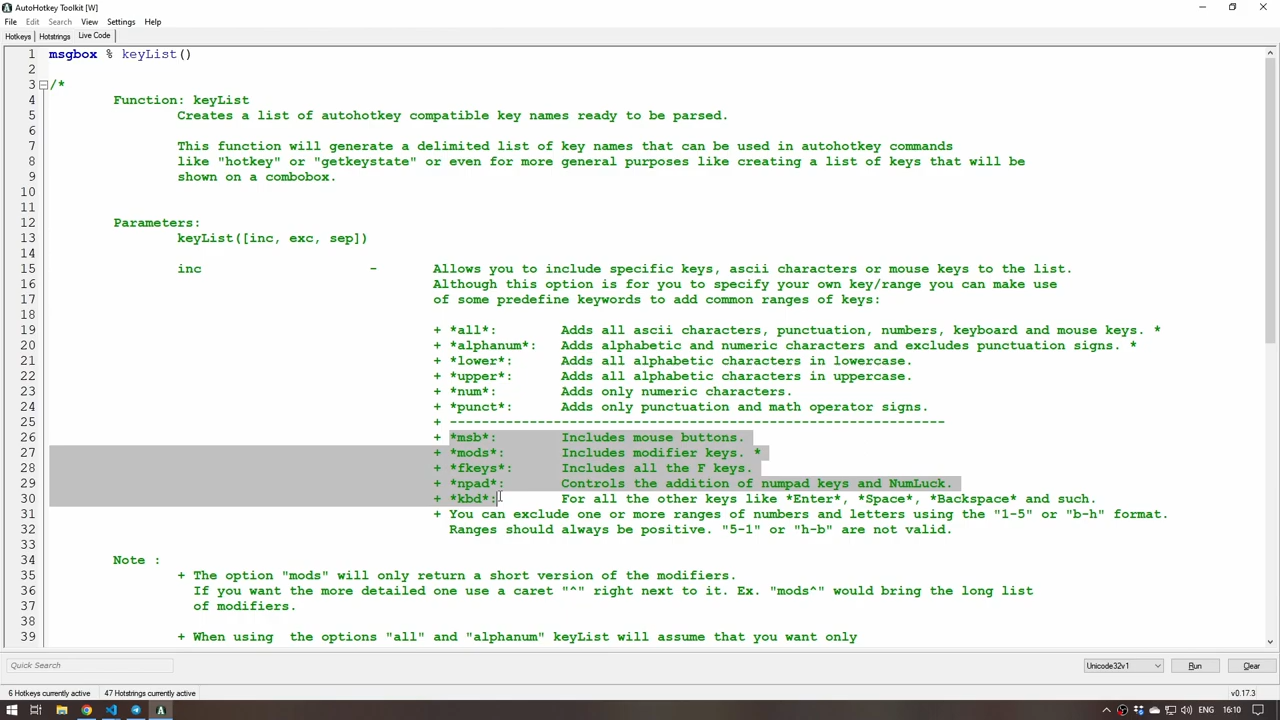 AutoHotkey Toolkit [W]
File Edit Search View Settings Help
Hotkeys Hotstrings Live Code
1 msgbox % keyList()
2
3 /*
4 Function: keyList
5 Creates a list of autohotkey compatible key names ready to be parsed.
6
7 This function will generate a delimited list of key names that can be used in autohotkey commands
8 like "hotkey" or "getkeystate" or even for more general purposes like creating a list of keys that will be
9 shown on a combobox.
10
11
12 Parameters:
13 keyList([inc, exc, sep])
14
15 inc - Allows you to include specific keys, ascii characters or mouse keys to the list.
16 Although this option is for you to specify your own key/range you can make use
17 of some predefine keywords to add common ranges of keys:
18
19 + *all*: Adds all ascii characters, punctuation, numbers, keyboard and mouse keys. *
20 + *alphanum*: Adds alphabetic and numeric characters and excludes punctuation signs. *
21 + *lower*: Adds all alphabetic characters in lowercase.
22 + *upper*: Adds all alphabetic characters in uppercase.
23 + *num*: Adds only numeric characters.
24 + *punct*: Adds only punctuation and math operator signs.
25 + --------------------------------------------------------------
26 + *msb*: Includes mouse buttons.
27 + *mods*: Includes modifier keys. *
28 + *fkeys*: Includes all the F keys.
29 + *npad*: Controls the addition of numpad keys and NumLuck.
30 + *kbd*: For all the other keys like *Enter*, *Space*, *Backspace* and such.
31 + You can exclude one or more ranges of numbers and letters using the "1-5" or "b-h" format.
32 Ranges should always be positive. "5-1" or "h-b" are not valid.
33
34 Note :
35 + The option "mods" will only return a short version of the modifiers.
36 If you want the more detailed one use a caret "^" right next to it. Ex. "mods^" would bring the long list
37 of modifiers.
38
39 + When using the options "all" and "alphanum" keyList will assume that you want only
Quick Search Unicode32v1 Run Clear
6 Hotkeys currently active 47 Hotstrings currently active v0.17.3
ENG 16:10